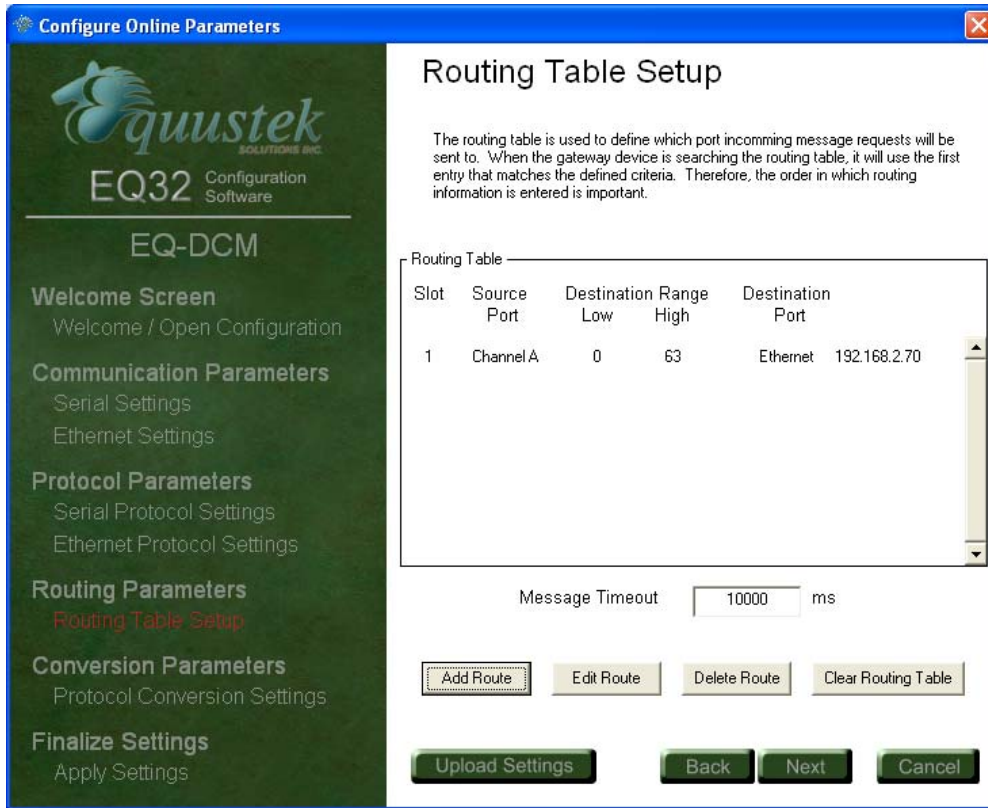 Configure Online Parameters
Equustek
SOLUTIONS INC.
EQ32 Configuration Software
EQ-DCM
Welcome Screen
Welcome / Open Configuration
Communication Parameters
Serial Settings
Ethernet Settings
Protocol Parameters
Serial Protocol Settings
Ethernet Protocol Settings
Routing Parameters
Routing Table Setup
Conversion Parameters
Protocol Conversion Settings
Finalize Settings
Apply Settings
Routing Table Setup
The routing table is used to define which port incomming message requests will be
sent to. When the gateway device is searching the routing table, it will use the first
entry that matches the defined criteria. Therefore, the order in which routing
information is entered is important.
Routing Table
Slot Source Destination Range Destination
Port Low High Port
1 Channel A 0 63 Ethernet 192.168.2.70
Message Timeout 10000 ms
Add Route Edit Route Delete Route Clear Routing Table
Upload Settings Back Next Cancel